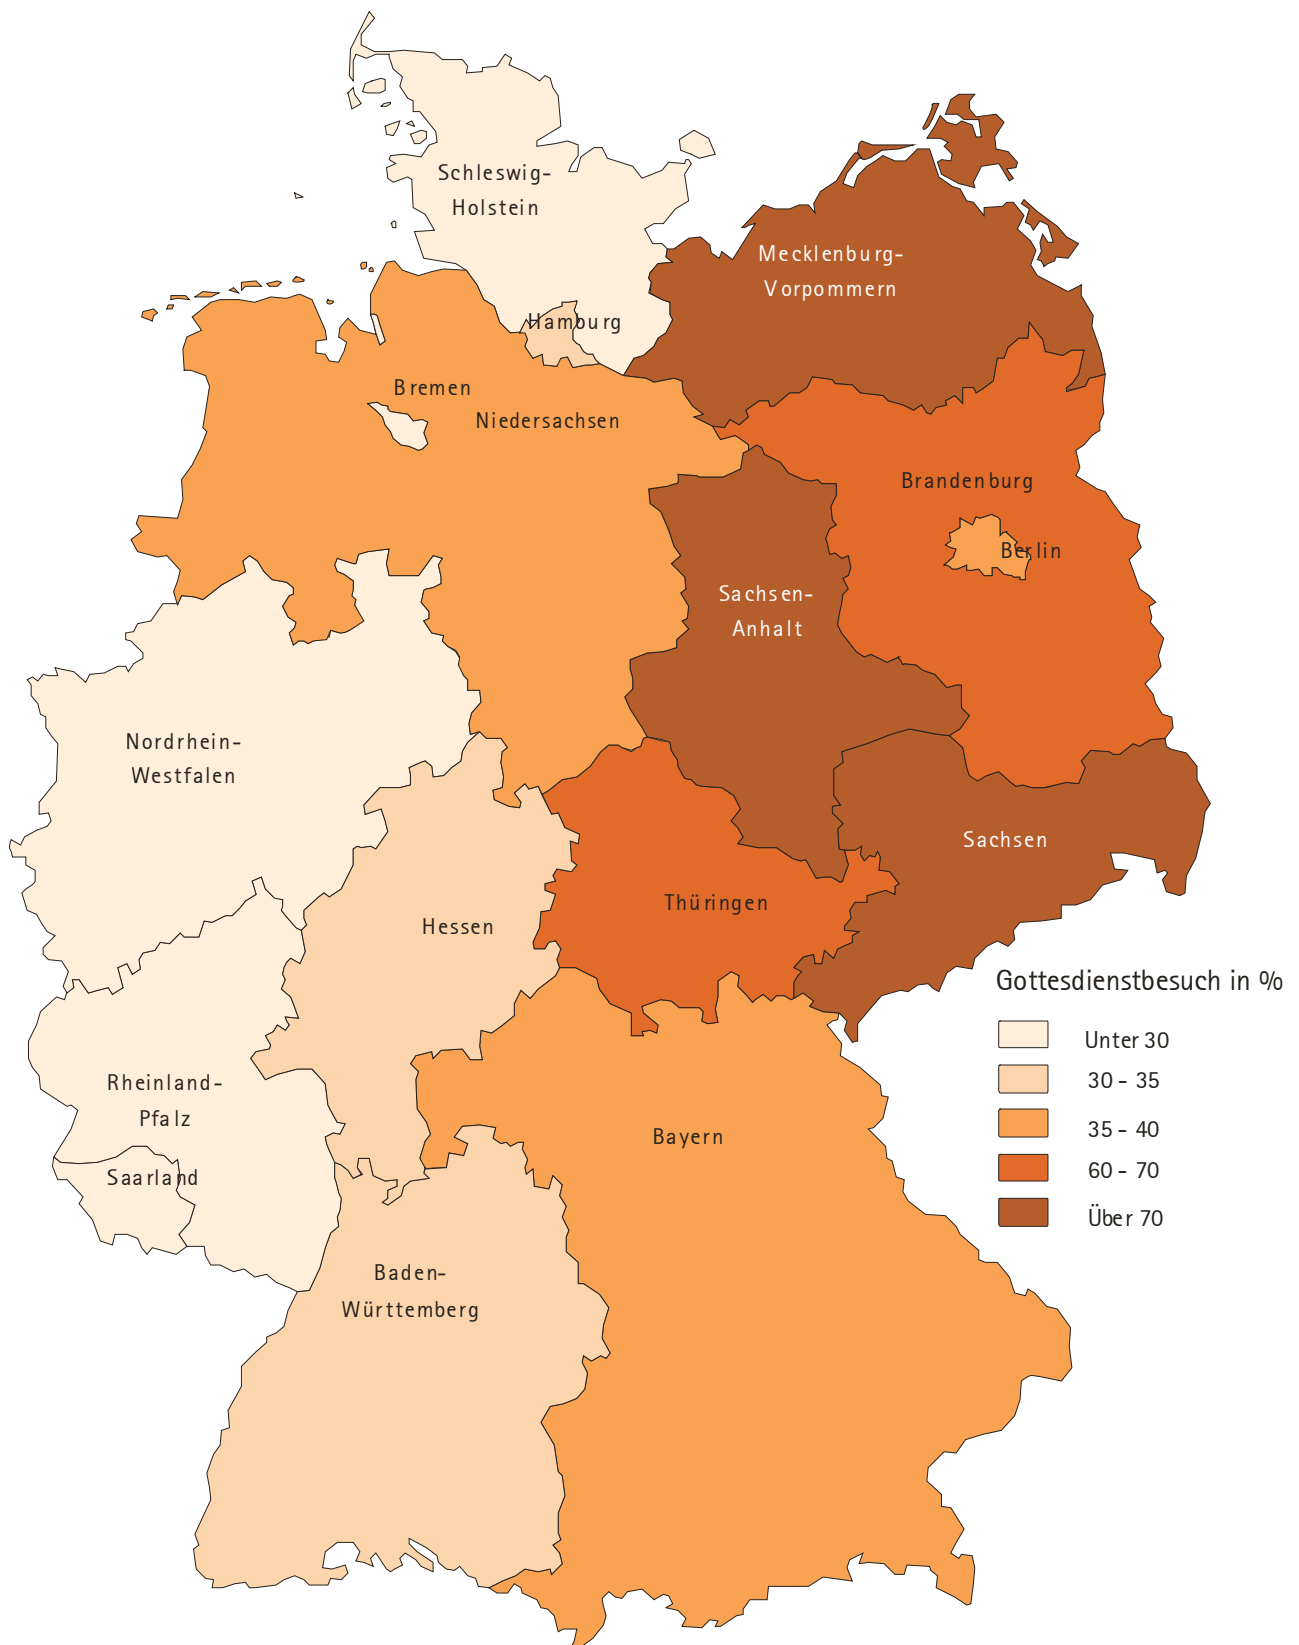 Schleswig-
Holstein
Mecklenburg-
Vorpommern
Hamburg
Bremen
Niedersachsen
Brandenburg
Berlin
Sachsen-
Anhalt
Nordrhein-
Westfalen
Sachsen
Thüringen
Hessen
Gottesdienstbesuch in %
Unter 30
30 - 35
35 - 40
60 - 70
Über 70
Rheinland-
Pfalz
Bayern
Saarland
Baden-
Württemberg